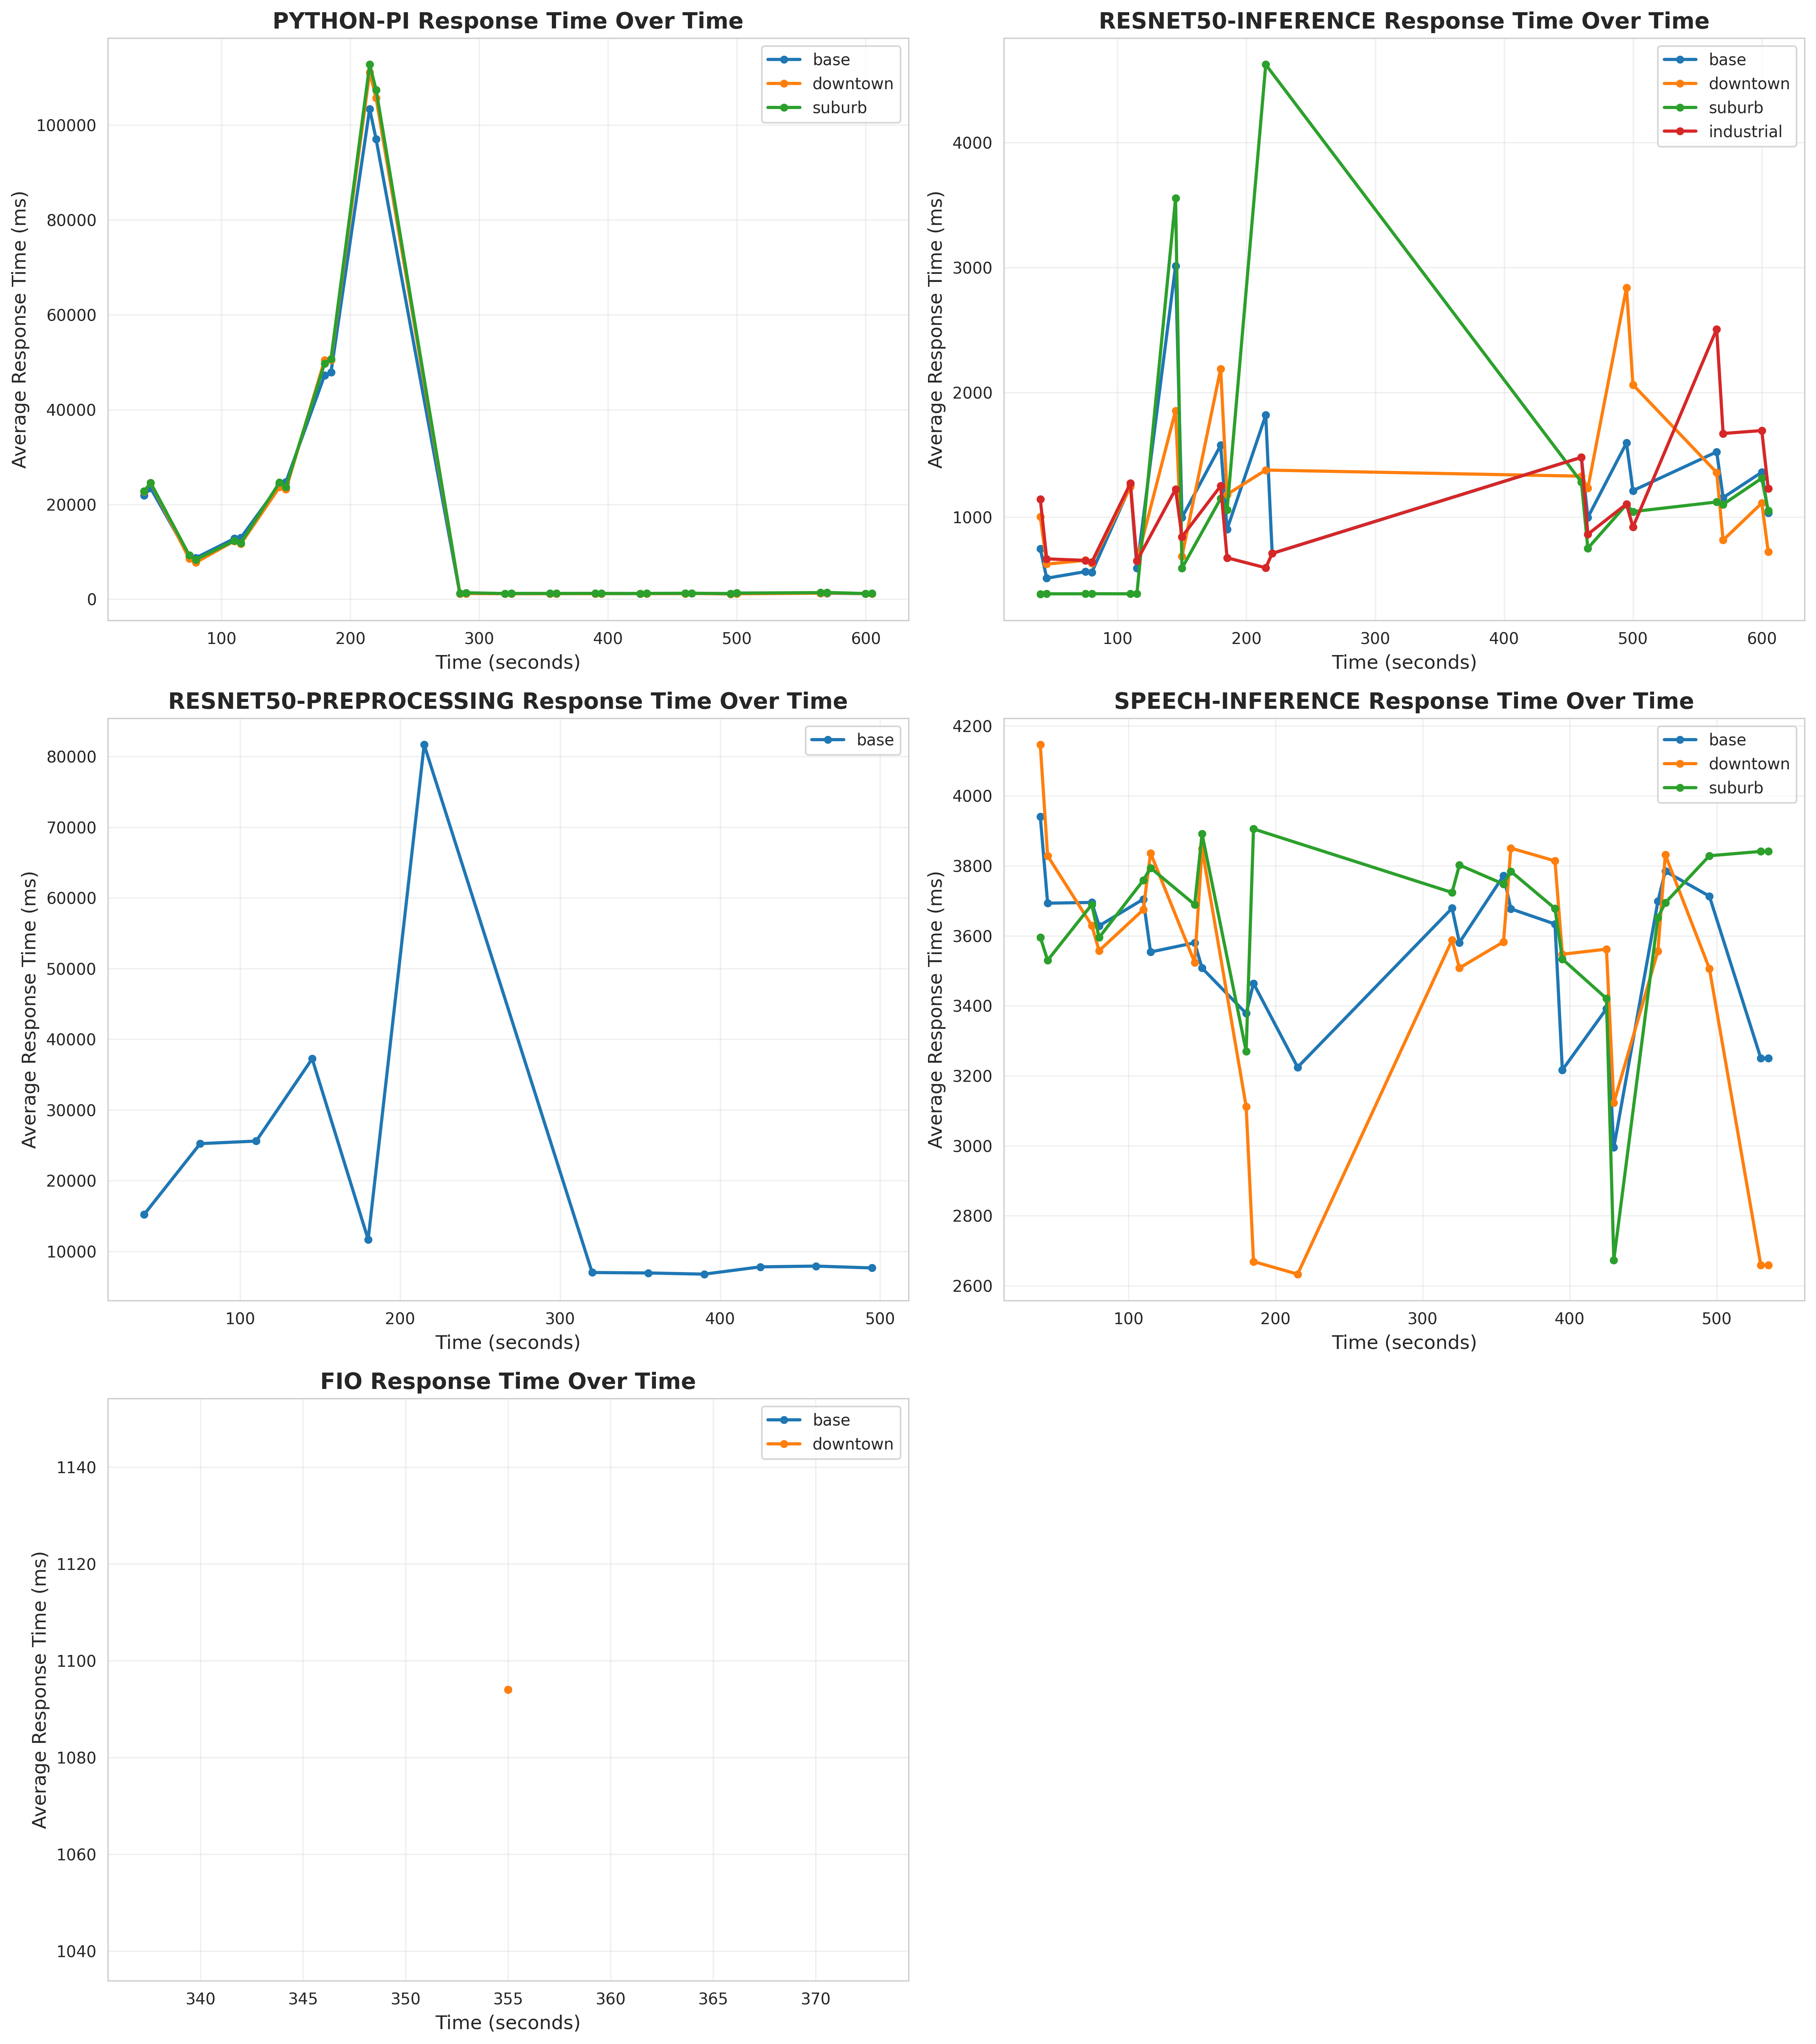 PYTHON-PI Response Time Over Time
Average Response Time (ms)
100000
80000
60000
40000
20000
0
100 200 300 400 500 600
Time (seconds)
base
downtown
suburb
RESNET50-INFERENCE Response Time Over Time
Average Response Time (ms)
4000
3000
2000
1000
100 200 300 400 500 600
Time (seconds)
base
downtown
suburb
industrial
RESNET50-PREPROCESSING Response Time Over Time
Average Response Time (ms)
80000
70000
60000
50000
40000
30000
20000
10000
100 200 300 400 500
Time (seconds)
base
SPEECH-INFERENCE Response Time Over Time
Average Response Time (ms)
4200
4000
3800
3600
3400
3200
3000
2800
2600
100 200 300 400 500
Time (seconds)
base
downtown
suburb
FIO Response Time Over Time
Average Response Time (ms)
1140
1120
1100
1080
1060
1040
340 345 350 355 360 365 370
Time (seconds)
base
downtown